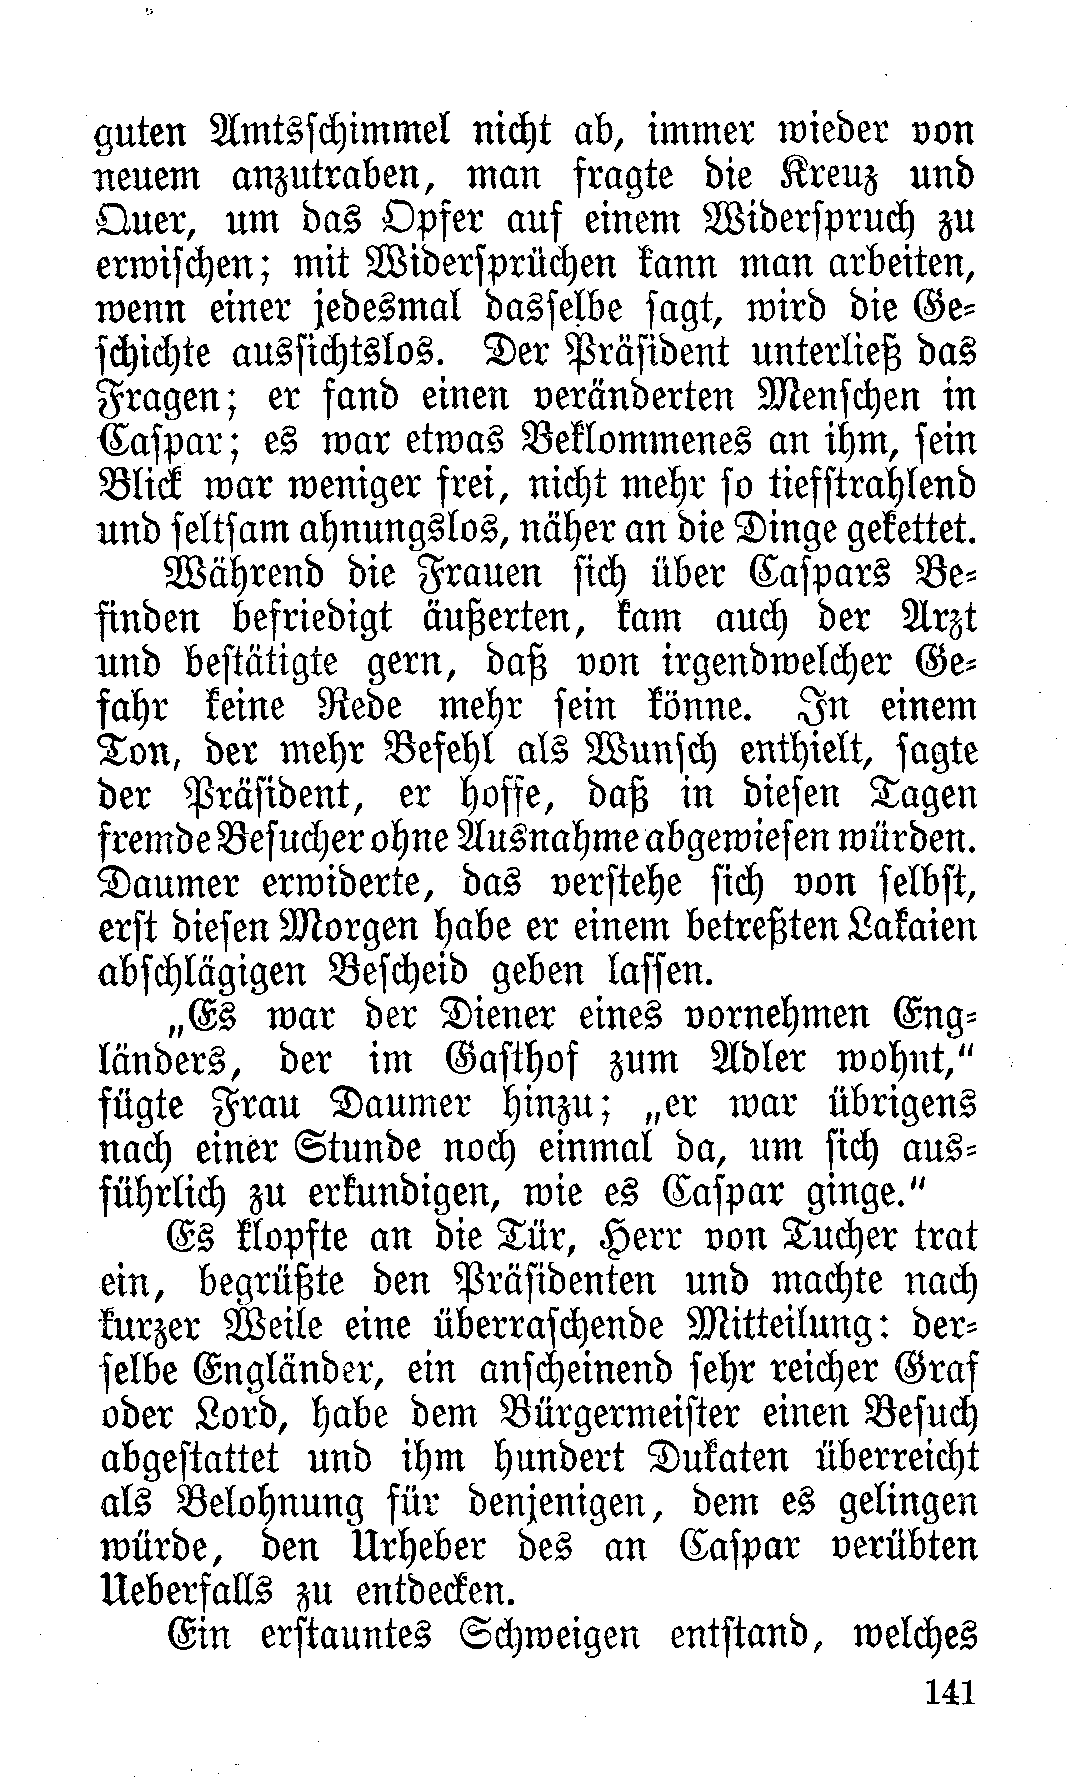 guten Amtsschimmel nicht ab, immer wieder von
neuem anzutraben, man fragte die Kreuz und
Quer, um das Opfer auf einem Widerspruch zu
erwischen; mit Widersprüchen kann man arbeiten,
wenn einer jedesmal dasselbe sagt, wird die Ge-
schichte aussichtslos. Der Präsident unterließ das
Fragen; er fand einen veränderten Menschen in
Caspar; es war etwas Beklommenes an ihm, sein
Blick war weniger frei, nicht mehr so tiefstrahlend
und seltsam ahnungslos, näher an die Dinge gekettet.
Während die Frauen sich über Caspars Be-
finden befriedigt äußerten, kam auch der Arzt
und bestätigte gern, daß von irgendwelcher Ge-
fahr keine Rede mehr sein könne. In einem
Ton, der mehr Befehl als Wunsch enthielt, sagte
der Präsident, er hoffe, daß in diesen Tagen
fremde Besucher ohne Ausnahme abgewiesen würden.
Daumer erwiderte, das verstehe sich von selbst,
erst diesen Morgen habe er einem betreßten Lakaien
abschlägigen Bescheid geben lassen.
„Es war der Diener eines vornehmen Eng-
länders, der im Gasthof zum Adler wohnt,“
fügte Frau Daumer hinzu; „er war übrigens
nach einer Stunde noch einmal da, um sich aus-
führlich zu erkundigen, wie es Caspar ginge.“
Es klopfte an die Tür, Herr von Tucher trat
ein, begrüßte den Präsidenten und machte nach
kurzer Weile eine überraschende Mitteilung: der-
selbe Engländer, ein anscheinend sehr reicher Graf
oder Lord, habe dem Bürgermeister einen Besuch
abgestattet und ihm hundert Dukaten überreicht
als Belohnung für denjenigen, dem es gelingen
würde, den Urheber des an Caspar verübten
Ueberfalls zu entdecken.
Ein erstauntes Schweigen entstand, welches
141